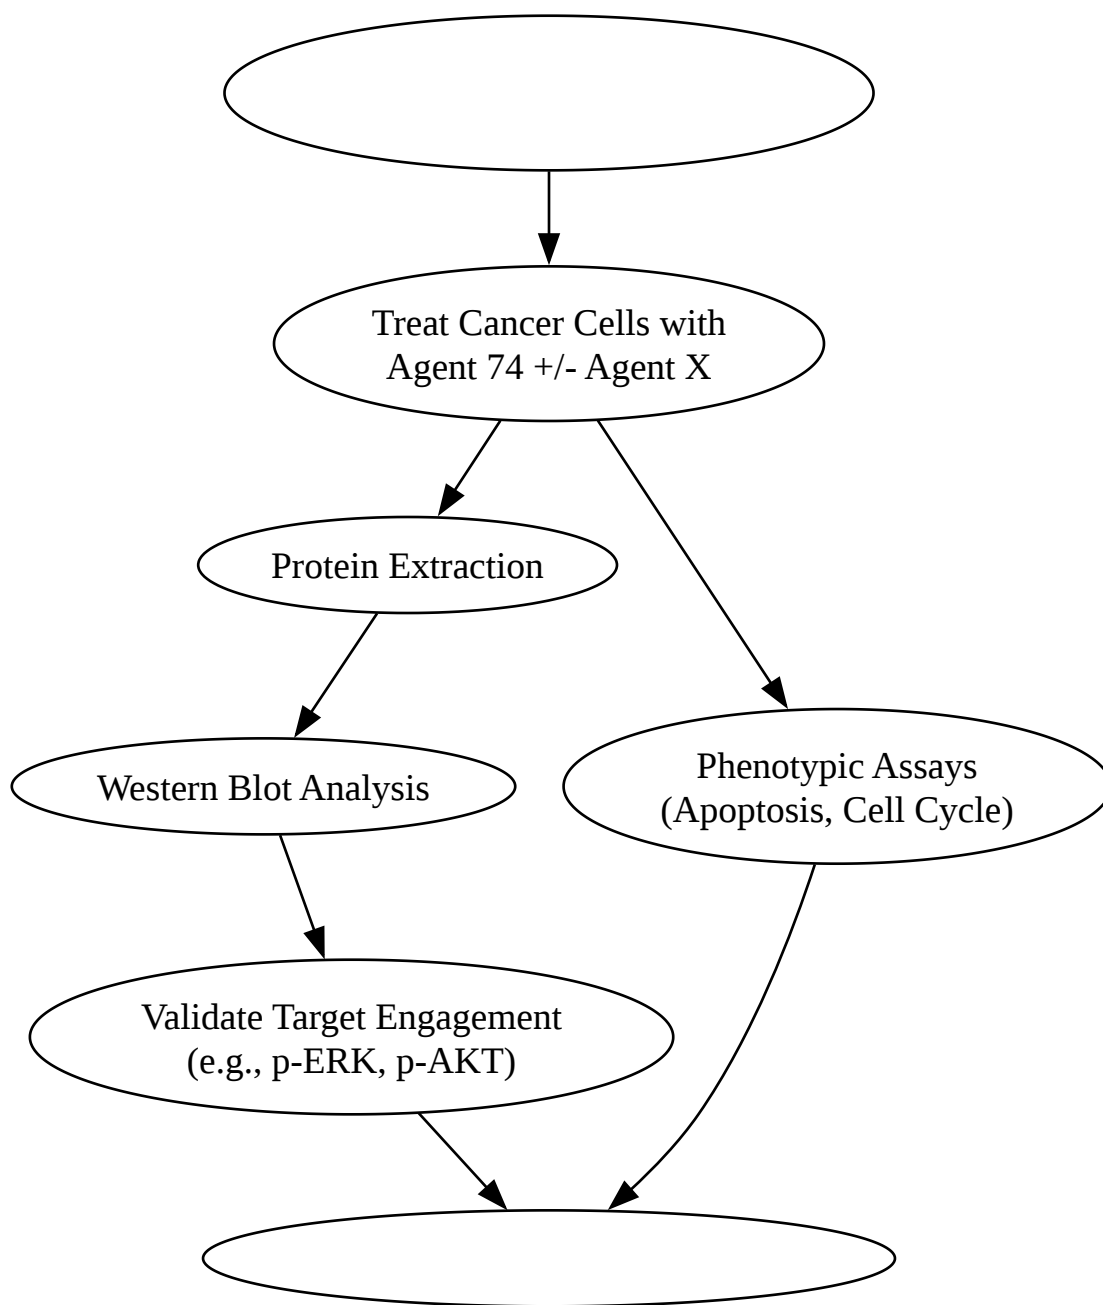 Treat Cancer Cells with
Agent 74 +/- Agent X
Protein Extraction
Western Blot Analysis
Phenotypic Assays
(Apoptosis, Cell Cycle)
Validate Target Engagement
(e.g., p-ERK, p-AKT)